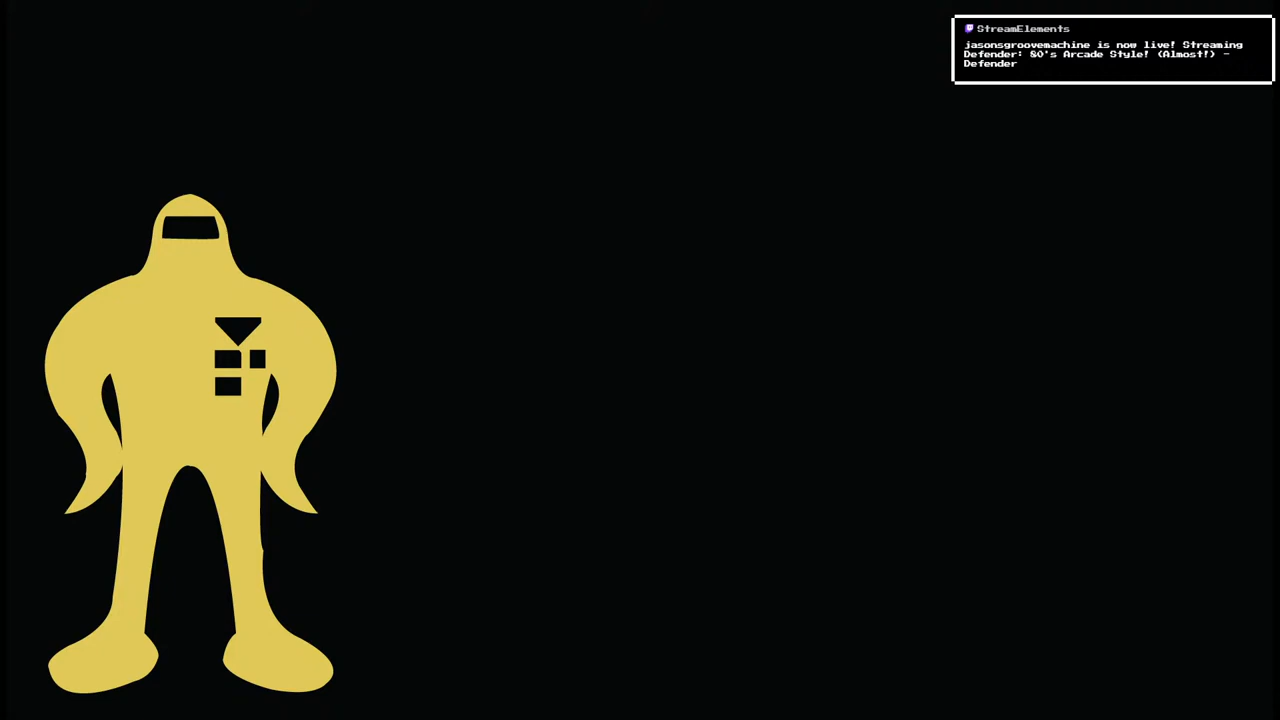 StreamElements
jasonsgroovemachine is now live! Streaming
Defender: 80's Arcade Style! (Almost!) -
Defender